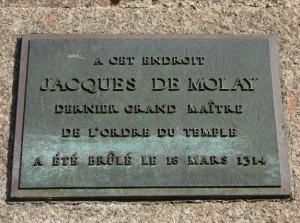 A CET ENDROIT
JACQUES DE MOLAY
DERNIER GRAND MAÎTRE
DE L'ORDRE DU TEMPLE
A ÉTÉ BRÛLÉ LE 18 MARS 1314